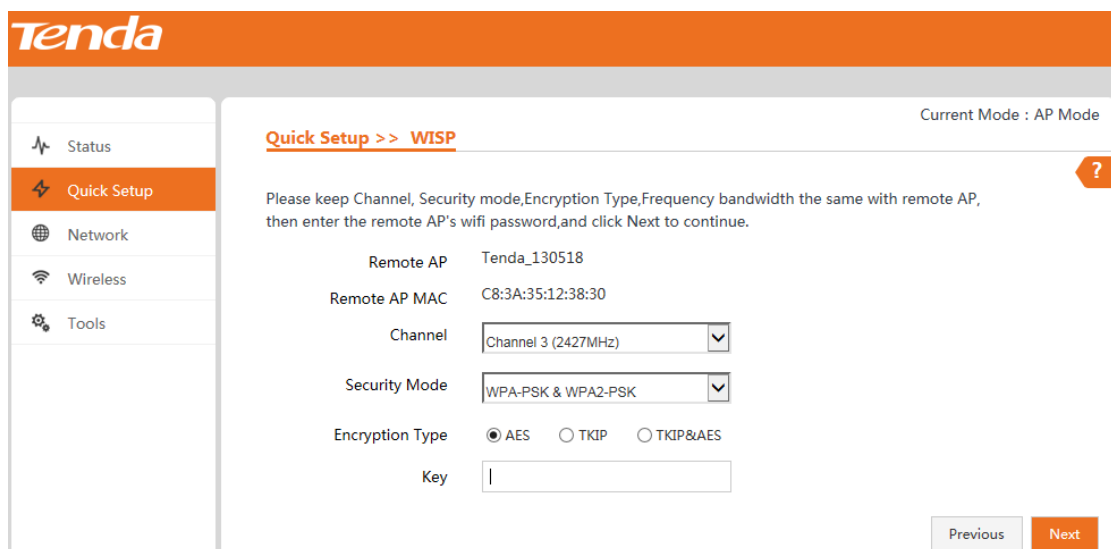 Tenda
Current Mode : AP Mode
Quick Setup >> WISP
Status
Quick Setup
Network
Wireless
Tools
?
Please keep Channel, Security mode,Encryption Type,Frequency bandwidth the same with remote AP,
then enter the remote AP's wifi password,and click Next to continue.
Remote AP Tenda_130518
Remote AP MAC C8:3A:35:12:38:30
Channel Channel 3 (2427MHz)
Security Mode WPA-PSK & WPA2-PSK
Encryption Type AES TKIP TKIP&AES
Key
Previous Next